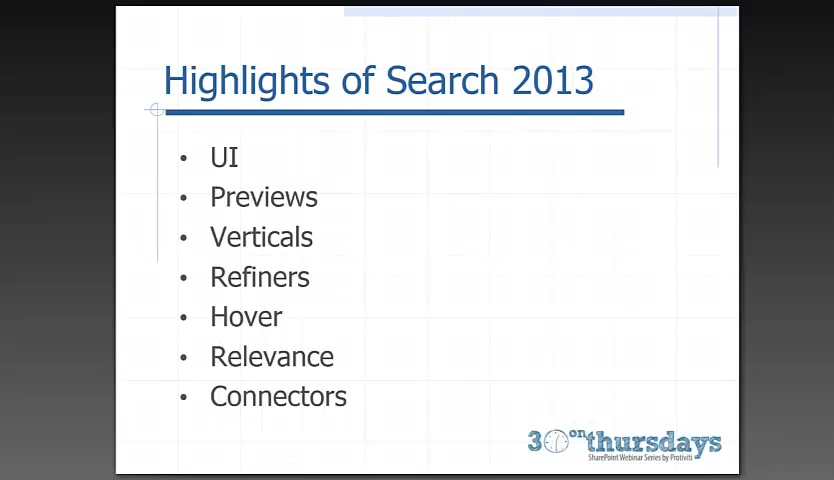 Highlights of Search 2013
• UI
• Previews
• Verticals
• Refiners
• Hover
• Relevance
• Connectors
30 on thursdays
SharePoint Webinar Series by Protiviti